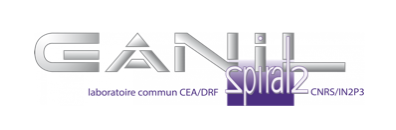 GANIL
spiral2
laboratoire commun CEA/DRF CNRS/IN2P3